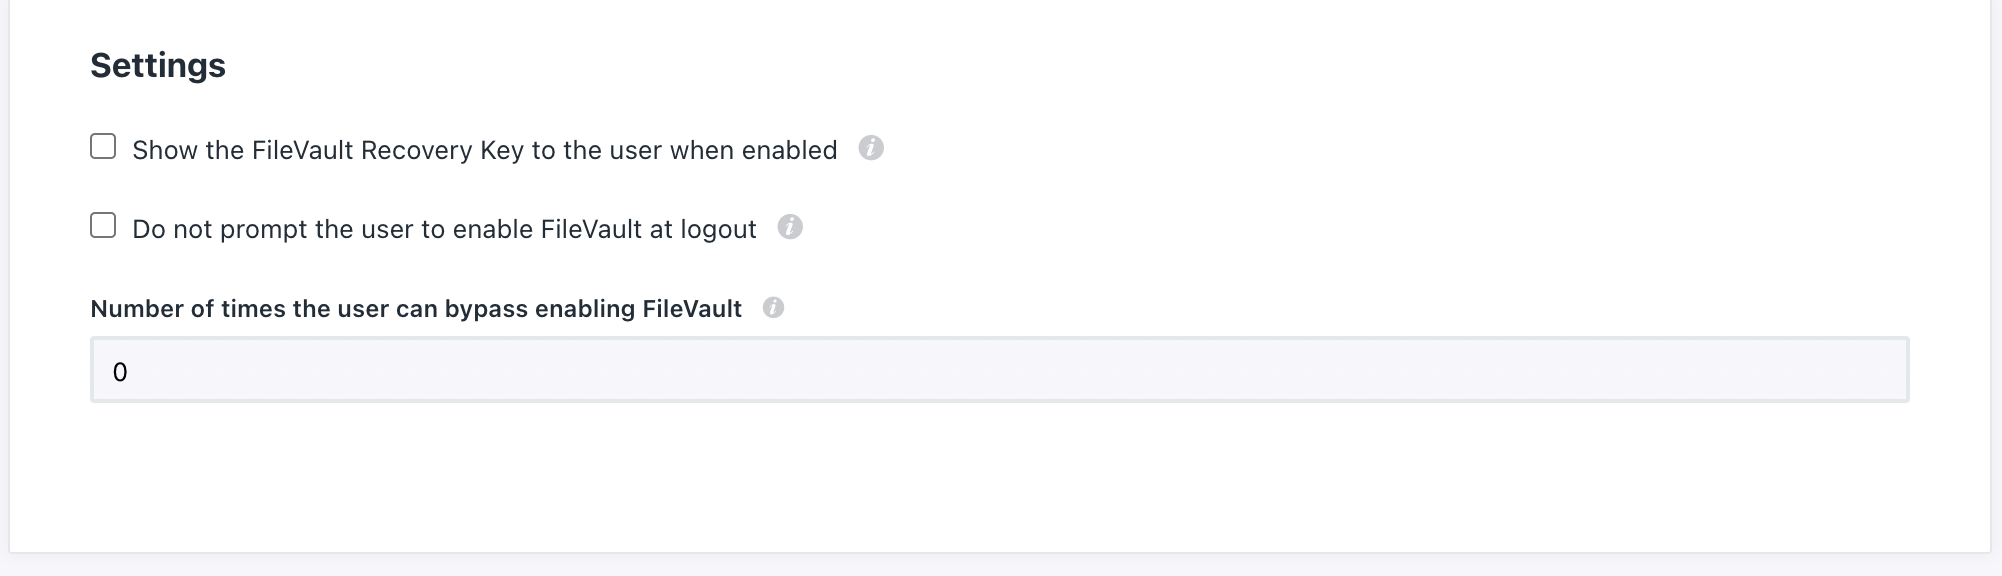 Settings
Show the FileVault Recovery Key to the user when enabled
Do not prompt the user to enable FileVault at logout
Number of times the user can bypass enabling FileVault
0